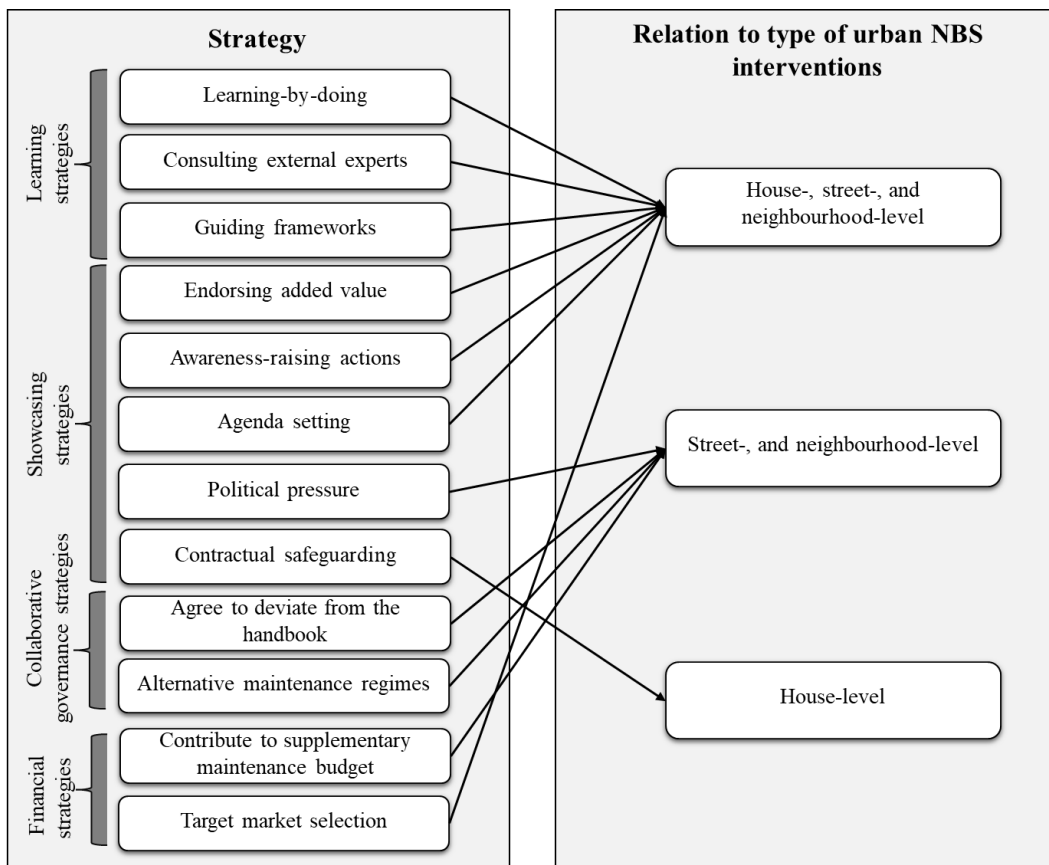 Strategy
Learning
strategies
Learning-by-doing
Consulting external experts
Guiding frameworks
Showcasing
strategies
Endorsing added value
Awareness-raising actions
Agenda setting
Political pressure
Contractual safeguarding
Collaborative
governance strategies
Agree to deviate from the
handbook
Alternative maintenance regimes
Financial
strategies
Contribute to supplementary
maintenance budget
Target market selection
Relation to type of urban NBS
interventions
House-, street-, and
neighbourhood-level
Street-, and neighbourhood-level
House-level